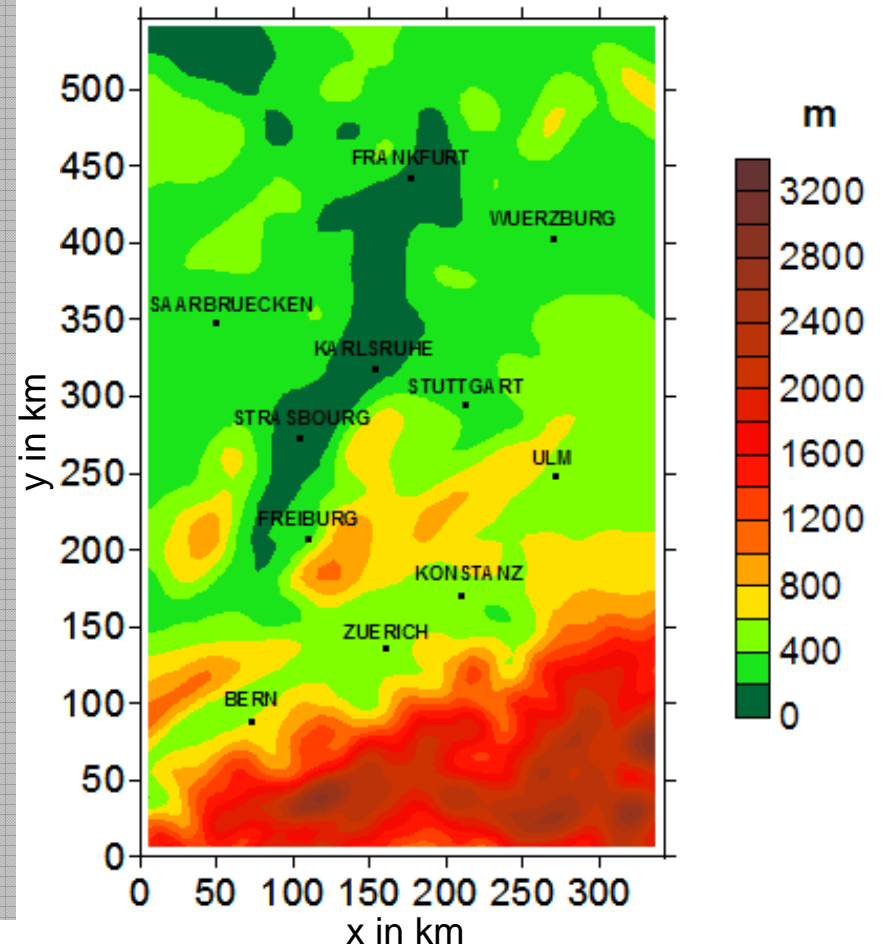 m
500
450
400
350
300
250
200
150
100
50
0
y in km
FRANKFURT
WUERZBURG
SAARBRUECKEN
KARLSRUHE
STUTTGART
STRASBOURG
ULM
FREIBURG
KONSTANZ
ZUERICH
BERN
3200
2800
2400
2000
1600
1200
800
400
0
0 50 100 150 200 250 300
x in km